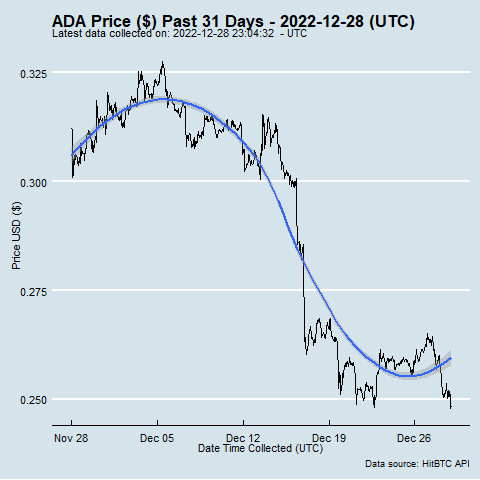 ADA Price ($) Past 31 Days - 2022-12-28 (UTC)
Latest data collected on: 2022-12-28 23:04:32 - UTC
0.325
0.300
0.275
0.250
Price USD ($)
Nov 28 Dec 05 Dec 12 Dec 19 Dec 26
Date Time Collected (UTC)
Data source: HitBTC API